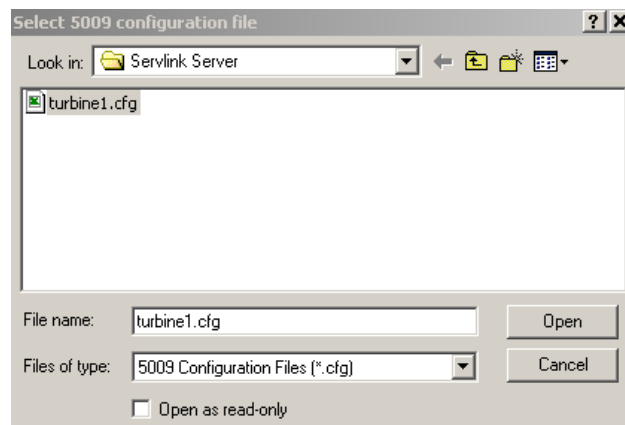 Select 5009 configuration file
Look in: Servlink Server
turbine1.cfg
File name: turbine1.cfg Open
Files of type: 5009 Configuration Files (*.cfg) Cancel
Open as read-only